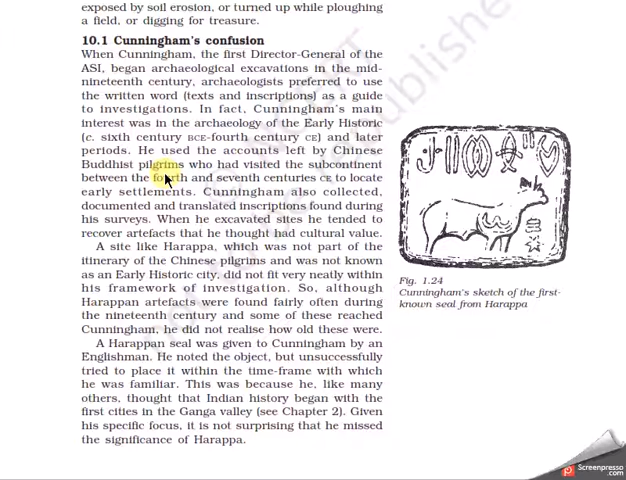 exposed by soil erosion, or turned up while ploughing
a field, or digging for treasure.
10.1 Cunningham's confusion
When Cunningham, the first Director-General of the
ASI, began archaeological excavations in the mid-
nineteenth century, archaeologists preferred to use
the written word (texts and inscriptions) as a guide
to investigations. In fact, Cunningham's main
interest was in the archaeology of the Early Historic
(c. sixth century BCE-fourth century CE) and later
periods. He used the accounts left by Chinese
Buddhist pilgrims who had visited the subcontinent
between the fourth and seventh centuries CE to locate
early settlements. Cunningham also collected,
documented and translated inscriptions found during
his surveys. When he excavated sites he tended to
recover artefacts that he thought had cultural value.
A site like Harappa, which was not part of the
itinerary of the Chinese pilgrims and was not known
as an Early Historic city, did not fit very neatly within
his framework of investigation. So, although
Harappan artefacts were found fairly often during
the nineteenth century and some of these reached
Cunningham, he did not realise how old these were.
A Harappan seal was given to Cunningham by an
Englishman. He noted the object, but unsuccessfully
tried to place it within the time-frame with which
he was familiar. This was because he, like many
others, thought that Indian history began with the
first cities in the Ganga valley (see Chapter 2). Given
his specific focus, it is not surprising that he missed
the significance of Harappa.
Fig. 1.24
Cunningham's sketch of the first-
known seal from Harappa
Screenpresso
.com